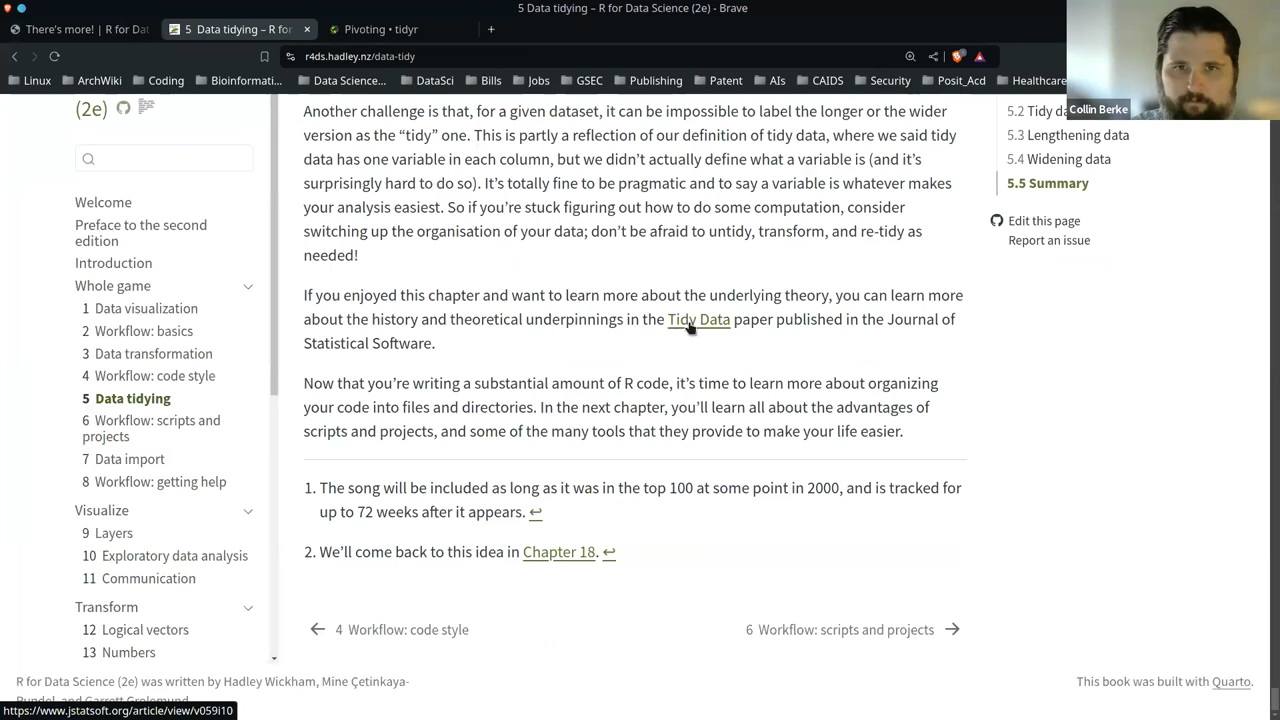 5 Data tidying – R for Data Science (2e) - Brave
There's more! | R for Dat
5 Data tidying – R for
Pivoting • tidyr
r4ds.hadley.nz/data-tidy
Linux
ArchWiki
Coding
Bioinformati...
Data Science...
DataSci
Bills
Jobs
GSEC
Publishing
Patent
AIs
CAIDS
Security
Posit_Acd
Healthcare
Collin Berke
(2e)
Welcome
Preface to the second
edition
Introduction
Whole game
1 Data visualization
2 Workflow: basics
3 Data transformation
4 Workflow: code style
5 Data tidying
6 Workflow: scripts and
projects
7 Data import
8 Workflow: getting help
Visualize
9 Layers
10 Exploratory data analysis
11 Communication
Transform
12 Logical vectors
13 Numbers
Another challenge is that, for a given dataset, it can be impossible to label the longer or the wider
version as the “tidy” one. This is partly a reflection of our definition of tidy data, where we said tidy
data has one variable in each column, but we didn’t actually define what a variable is (and it’s
surprisingly hard to do so). It’s totally fine to be pragmatic and to say a variable is whatever makes
your analysis easiest. So if you’re stuck figuring out how to do some computation, consider
switching up the organisation of your data; don’t be afraid to untidy, transform, and re-tidy as
needed!
If you enjoyed this chapter and want to learn more about the underlying theory, you can learn more
about the history and theoretical underpinnings in the Tidy Data paper published in the Journal of
Statistical Software.
Now that you’re writing a substantial amount of R code, it’s time to learn more about organizing
your code into files and directories. In the next chapter, you’ll learn all about the advantages of
scripts and projects, and some of the many tools that they provide to make your life easier.
1. The song will be included as long as it was in the top 100 at some point in 2000, and is tracked for
up to 72 weeks after it appears. ↩
2. We’ll come back to this idea in Chapter 18. ↩
← 4 Workflow: code style
6 Workflow: scripts and projects →
5.2 Tidy da
5.3 Lengthening data
5.4 Widening data
5.5 Summary
Edit this page
Report an issue
R for Data Science (2e) was written by Hadley Wickham, Mine Çetinkaya-
Rundel, and Garrett Grolemund.
This book was built with Quarto.
https://www.jstatsoft.org/article/view/v059i10